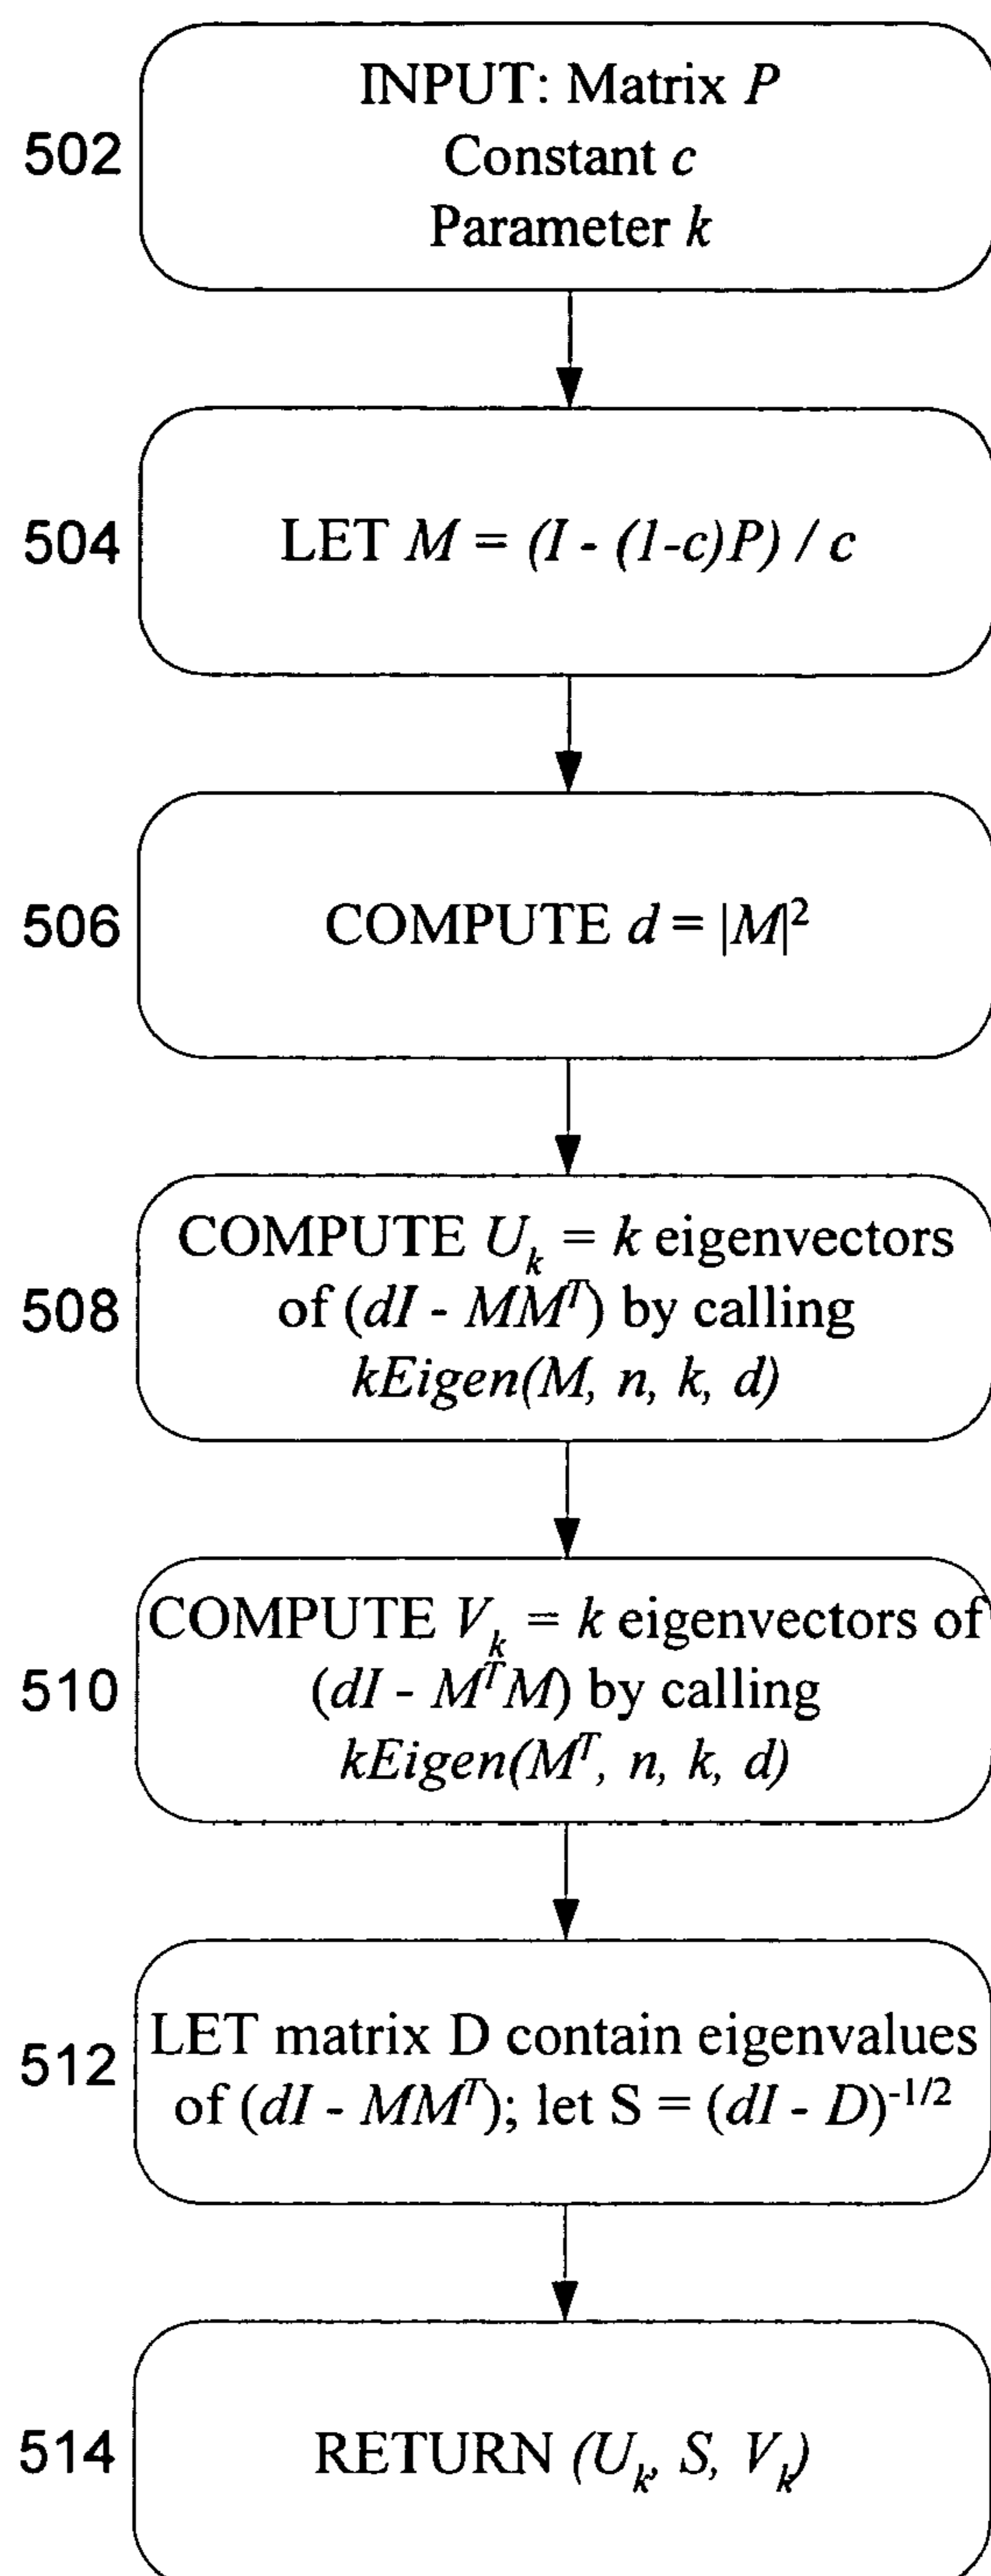 502
INPUT: Matrix P
Constant c
Parameter k
504
LET M = (I - (1-c)P) / c
506
COMPUTE d = |M|²
508
COMPUTE Uₖ = k eigenvectors
of (dI - MMᵀ) by calling
kEigen(M, n, k, d)
510
COMPUTE Vₖ = k eigenvectors of
(dI - MᵀM) by calling
kEigen(Mᵀ, n, k, d)
512
LET matrix D contain eigenvalues
of (dI - MMᵀ); let S = (dI - D)⁻¹/²
514
RETURN (Uₖ, S, Vₖ)